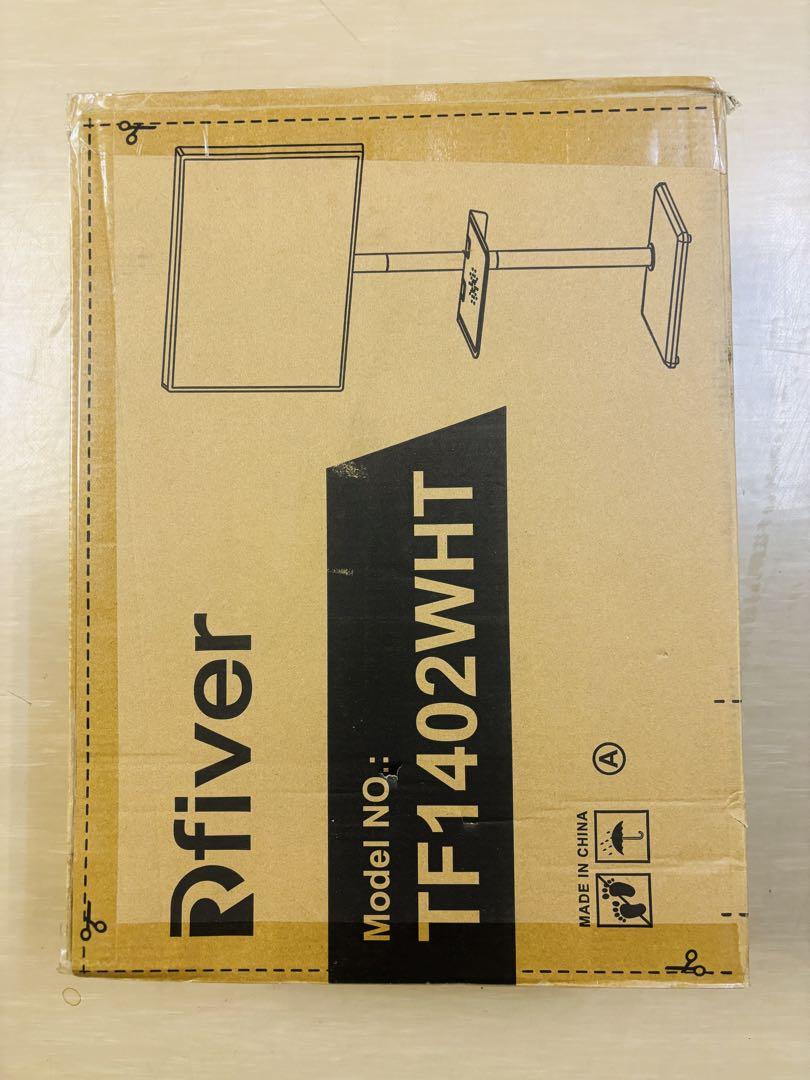 Rfiver
Model NO.:
TF1402WHT
MADE IN CHINA
A